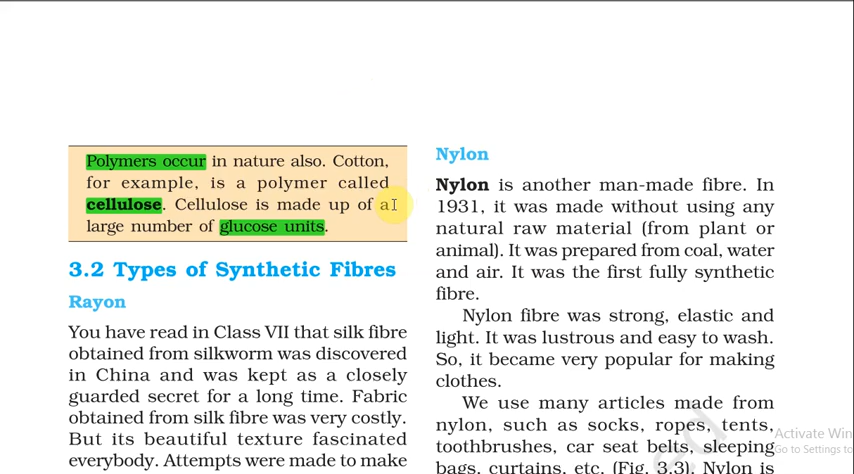 Polymers occur in nature also. Cotton,
for example, is a polymer called
cellulose. Cellulose is made up of a
large number of glucose units.
3.2 Types of Synthetic Fibres
Rayon
You have read in Class VII that silk fibre
obtained from silkworm was discovered
in China and was kept as a closely
guarded secret for a long time. Fabric
obtained from silk fibre was very costly.
But its beautiful texture fascinated
everybody. Attempts were made to make
Nylon
Nylon is another man-made fibre. In
1931, it was made without using any
natural raw material (from plant or
animal). It was prepared from coal, water
and air. It was the first fully synthetic
fibre.
Nylon fibre was strong, elastic and
light. It was lustrous and easy to wash.
So, it became very popular for making
clothes.
We use many articles made from
nylon, such as socks, ropes, tents,
toothbrushes, car seat belts, sleeping
bags, curtains, etc. (Fig. 3.3). Nylon is
Activate Win
Go to Settings to